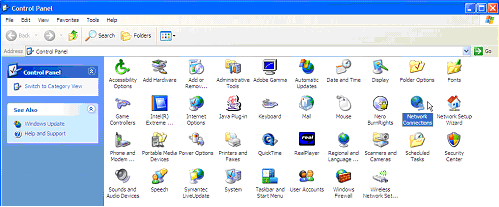 Control Panel
File Edit View Favorites Tools Help
Back Search Folders
Address Control Panel Go
Control Panel
Switch to Category View
See Also
Windows Update
Help and Support
Accessibility Options
Add Hardware
Add or Remov...
Administrative Tools
Adobe Gamma
Automatic Updates
Date and Time
Display
Folder Options
Fonts
Game Controllers
Intel(R) Extreme ...
Internet Options
Java Plug-in
Keyboard
Mail
Mouse
Nero BurnRights
Network Connections
Network Setup Wizard
Phone and Modem ...
Portable Media Devices
Power Options
Printers and Faxes
QuickTime
real
RealPlayer
Regional and Language ...
Scanners and Cameras
Scheduled Tasks
Security Center
Sounds and Audio Devices
Speech
Symantec LiveUpdate
System
Taskbar and Start Menu
User Accounts
Windows Firewall
Wireless Network Set...